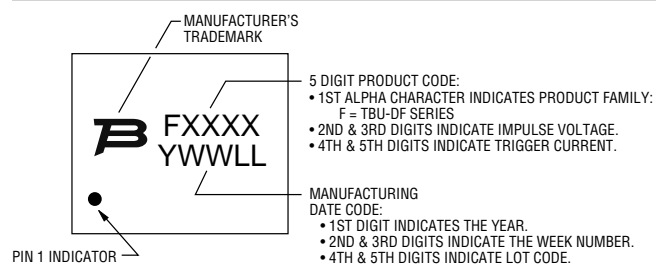 MANUFACTURER'S
TRADEMARK
5 DIGIT PRODUCT CODE:
• 1ST ALPHA CHARACTER INDICATES PRODUCT FAMILY:
F = TBU-DF SERIES
• 2ND & 3RD DIGITS INDICATE IMPULSE VOLTAGE.
• 4TH & 5TH DIGITS INDICATE TRIGGER CURRENT.
FXXXX
YWWLL
MANUFACTURING
DATE CODE:
• 1ST DIGIT INDICATES THE YEAR.
• 2ND & 3RD DIGITS INDICATE THE WEEK NUMBER.
• 4TH & 5TH DIGITS INDICATE LOT CODE.
PIN 1 INDICATOR